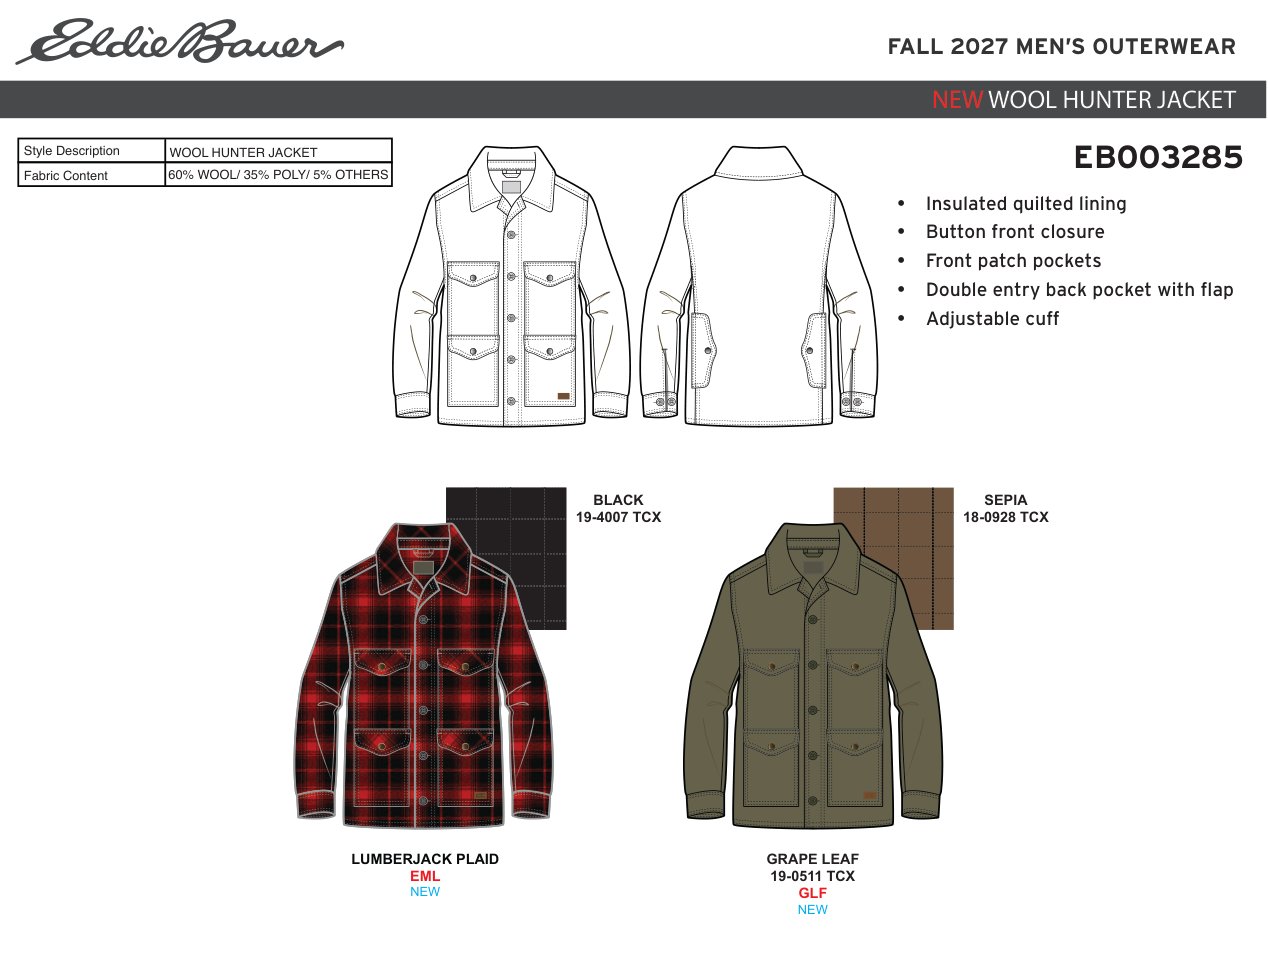 Eddie Bauer
FALL 2027 MEN'S OUTERWEAR
NEW WOOL HUNTER JACKET
Style Description WOOL HUNTER JACKET
Fabric Content 60% WOOL/ 35% POLY/ 5% OTHERS
EB003285
• Insulated quilted lining
• Button front closure
• Front patch pockets
• Double entry back pocket with flap
• Adjustable cuff
BLACK
19-4007 TCX
SEPIA
18-0928 TCX
LUMBERJACK PLAID
EML
NEW
GRAPE LEAF
19-0511 TCX
GLF
NEW